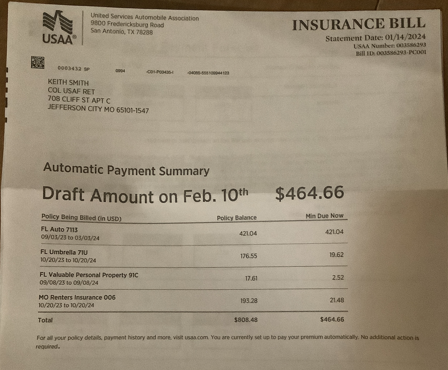 USAA®
United Services Automobile Association
9800 Fredericksburg Road
San Antonio, TX 78288
INSURANCE BILL
Statement Date: 01/14/2024
USAA Number: 003586293
Bill ID: 003586293-PC001
KEITH SMITH
COL USAF RET
708 CLIFF ST APT C
JEFFERSON CITY MO 65101-1547
Automatic Payment Summary
Draft Amount on Feb. 10th $464.66
Policy Being Billed (in USD) Policy Balance Min Due Now
FL Auto 7113 421.04 421.04
09/03/23 to 03/03/24
FL Umbrella 71U 176.55 19.62
10/20/23 to 10/20/24
FL Valuable Personal Property 91C 17.61 2.52
09/08/23 to 09/08/24
MO Renters Insurance 006 193.28 21.48
10/20/23 to 10/20/24
Total $808.48 $464.66
For all your policy details, payment history and more, visit usaa.com. You are currently set up to pay your premium automatically. No additional action is
required.